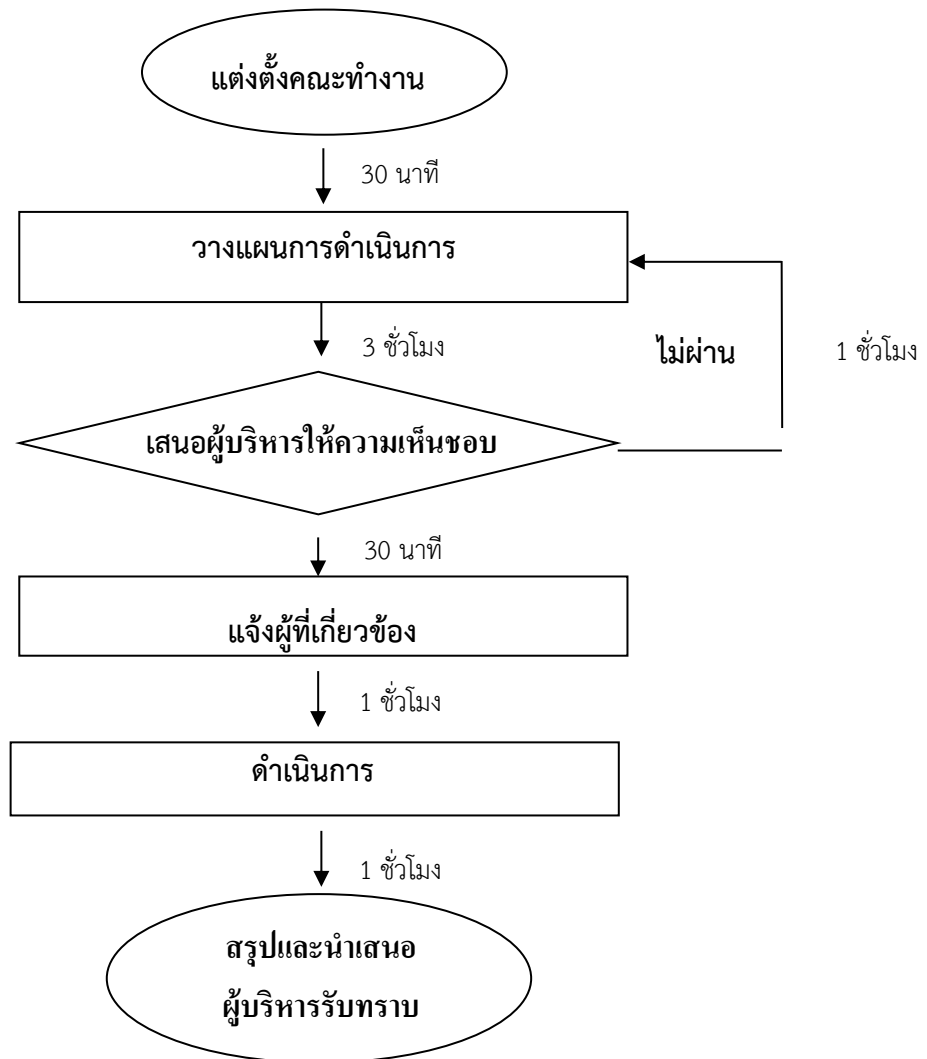 แต่งตั้งคณะทำงาน
30 นาที
วางแผนการดำเนินการ
3 ชั่วโมง
ไม่ผ่าน
1 ชั่วโมง
เสนอผู้บริหารให้ความเห็นชอบ
30 นาที
แจ้งผู้ที่เกี่ยวข้อง
1 ชั่วโมง
ดำเนินการ
1 ชั่วโมง
สรุปและนำเสนอ
ผู้บริหารรับทราบ